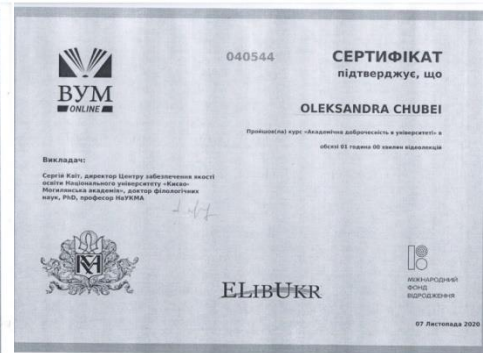 ВУМ
ONLINE
040544
СЕРТИФІКАТ
підтверджує, що
OLEKSANDRA CHUBEI
Пройшов(ла) курс «Академічна доброчесність в університеті» в
обсязі 01 година 00 хвилин відеолекцій
Викладач:
Сергій Квіт, директор Центру забезпечення якості
освіти Національного університету «Києво-
Могилянська академія», доктор філологічних
наук, PhD, професор НаУКМА
ELIBUKR
МІЖНАРОДНИЙ
ФОНД
ВІДРОДЖЕННЯ
07 Листопада 2020